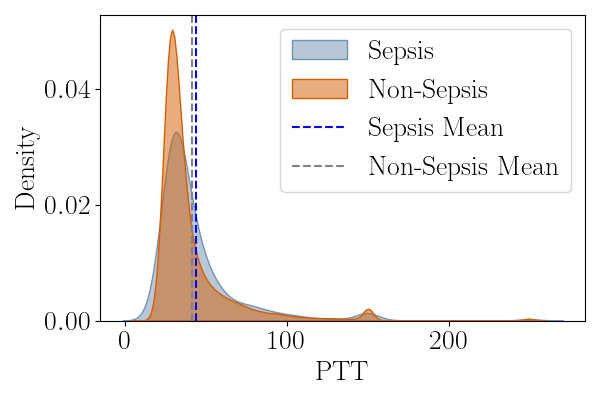 Sepsis
Non-Sepsis
Sepsis Mean
Non-Sepsis Mean
Density
0.04
0.02
0.00
0
100
200
PTT